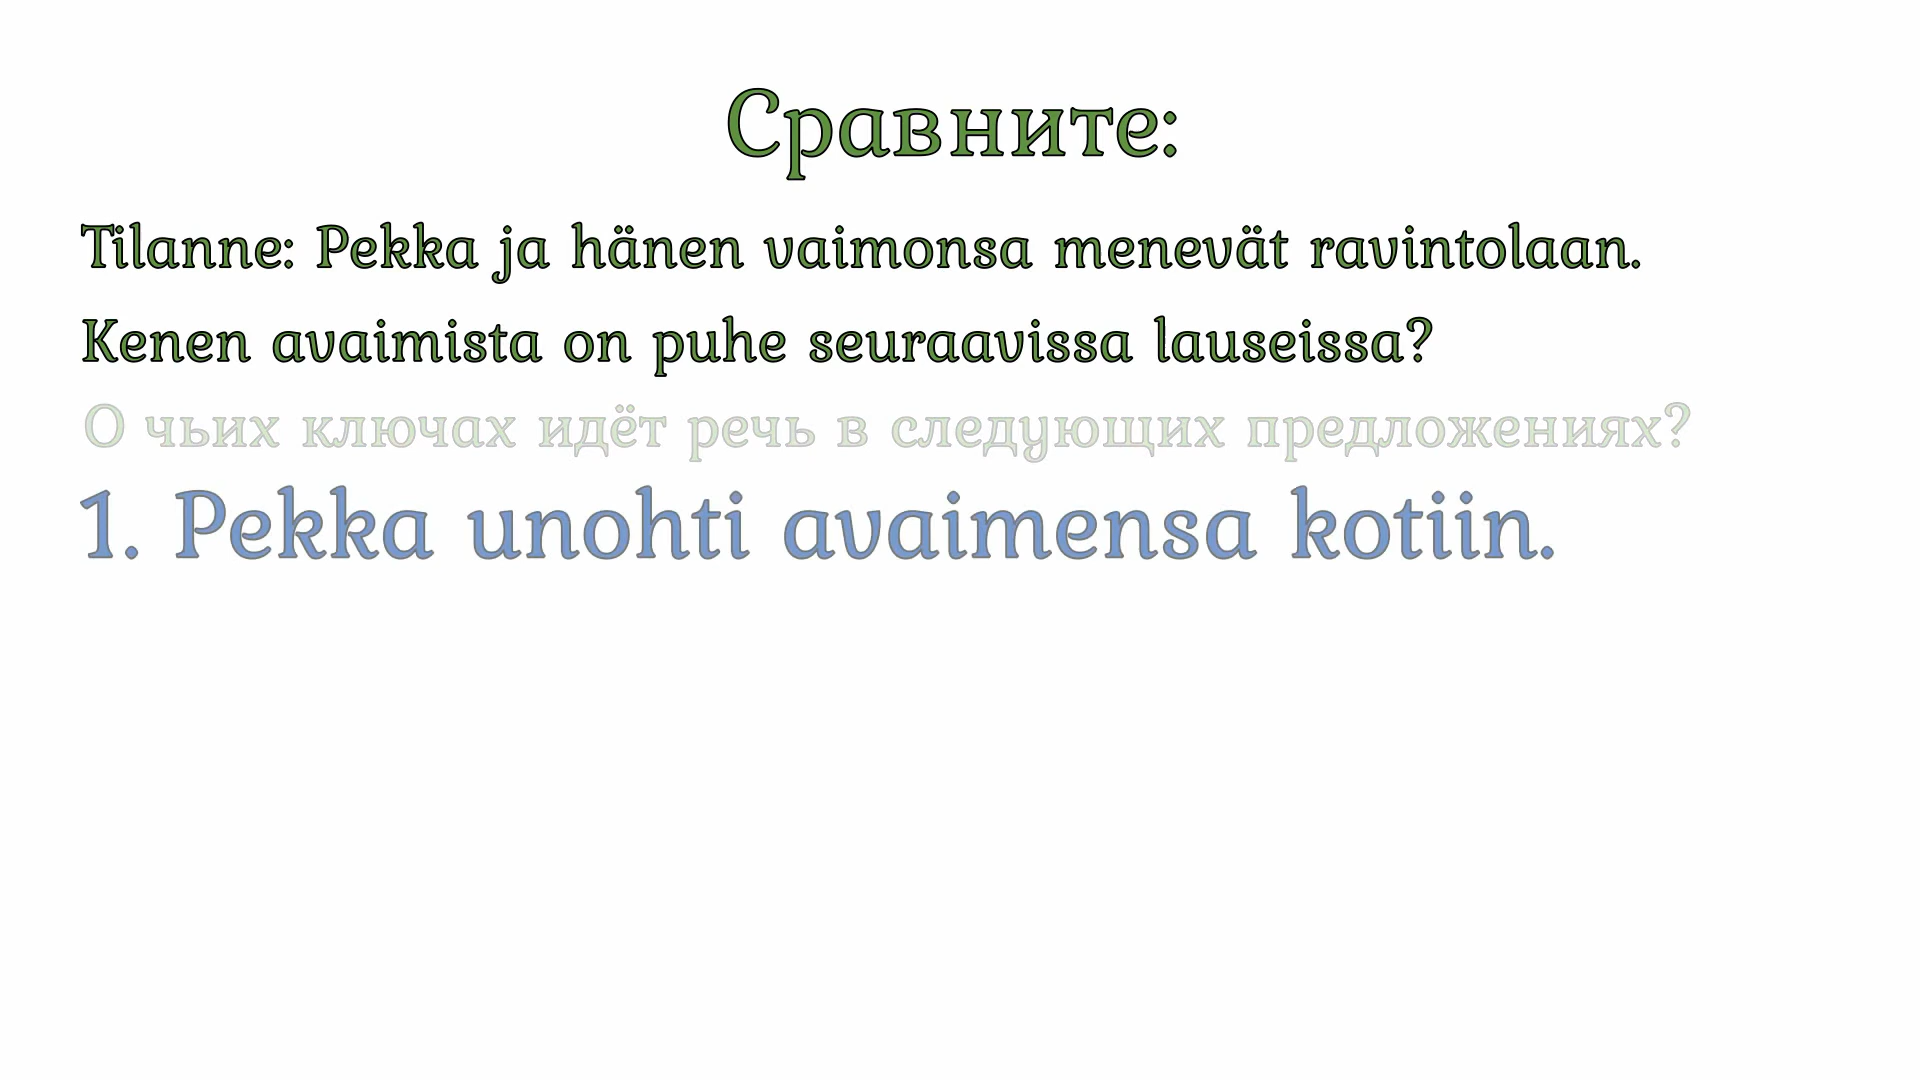 Сравните:
Tilanne: Pekka ja hänen vaimonsa menevät ravintolaan.
Kenen avaimista on puhe seuraavissa lauseissa?
О чьих ключах идёт речь в следующих предложениях?
1. Pekka unohti avaimensa kotiin.